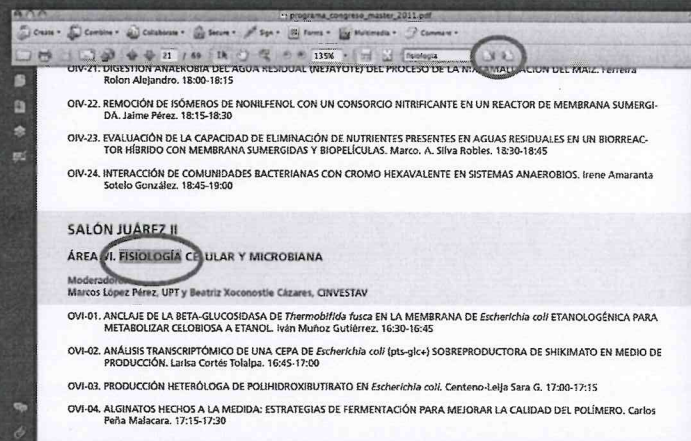 programa_congreso_master_2011.pdf
Create Combine Collaborate Secure Sign Forms Multimedia Comment
21 / 69 135% fisiologia
OIV-21. DIGESTIÓN ANAEROBIA DEL AGUA RESIDUAL (NEJAYOTE) DEL PROCESO DE LA NIXTAMALIZACIÓN DEL MAÍZ. Ferreira
Rolon Alejandro. 18:00-18:15
OIV-22. REMOCIÓN DE ISÓMEROS DE NONILFENOL CON UN CONSORCIO NITRIFICANTE EN UN REACTOR DE MEMBRANA SUMERGI-
DA. Jaime Pérez. 18:15-18:30
OIV-23. EVALUACIÓN DE LA CAPACIDAD DE ELIMINACIÓN DE NUTRIENTES PRESENTES EN AGUAS RESIDUALES EN UN BIORREAC-
TOR HÍBRIDO CON MEMBRANA SUMERGIDAS Y BIOPELÍCULAS. Marco. A. Silva Robles. 18:30-18:45
OIV-24. INTERACCIÓN DE COMUNIDADES BACTERIANAS CON CROMO HEXAVALENTE EN SISTEMAS ANAEROBIOS. Irene Amaranta
Sotelo González. 18:45-19:00
SALÓN JUÁREZ II
ÁREA VI. FISIOLOGÍA CELULAR Y MICROBIANA
Moderadores
Marcos López Pérez, UPT y Beatriz Xoconostle Cázares, CINVESTAV
OVI-01. ANCLAJE DE LA BETA-GLUCOSIDASA DE Thermobifida fusca EN LA MEMBRANA DE Escherichia coli ETANOLOGÉNICA PARA
METABOLIZAR CELOBIOSA A ETANOL. Iván Muñoz Gutiérrez. 16:30-16:45
OVI-02. ANÁLISIS TRANSCRIPTÓMICO DE UNA CEPA DE Escherichia coli (pts-glc+) SOBREPRODUCTORA DE SHIKIMATO EN MEDIO DE
PRODUCCIÓN. Larisa Cortés Tolalpa. 16:45-17:00
OVI-03. PRODUCCIÓN HETERÓLOGA DE POLIHIDROXIBUTIRATO EN Escherichia coli. Centeno-Leija Sara G. 17:00-17:15
OVI-04. ALGINATOS HECHOS A LA MEDIDA: ESTRATEGIAS DE FERMENTACIÓN PARA MEJORAR LA CALIDAD DEL POLÍMERO. Carlos
Peña Malacara. 17:15-17:30